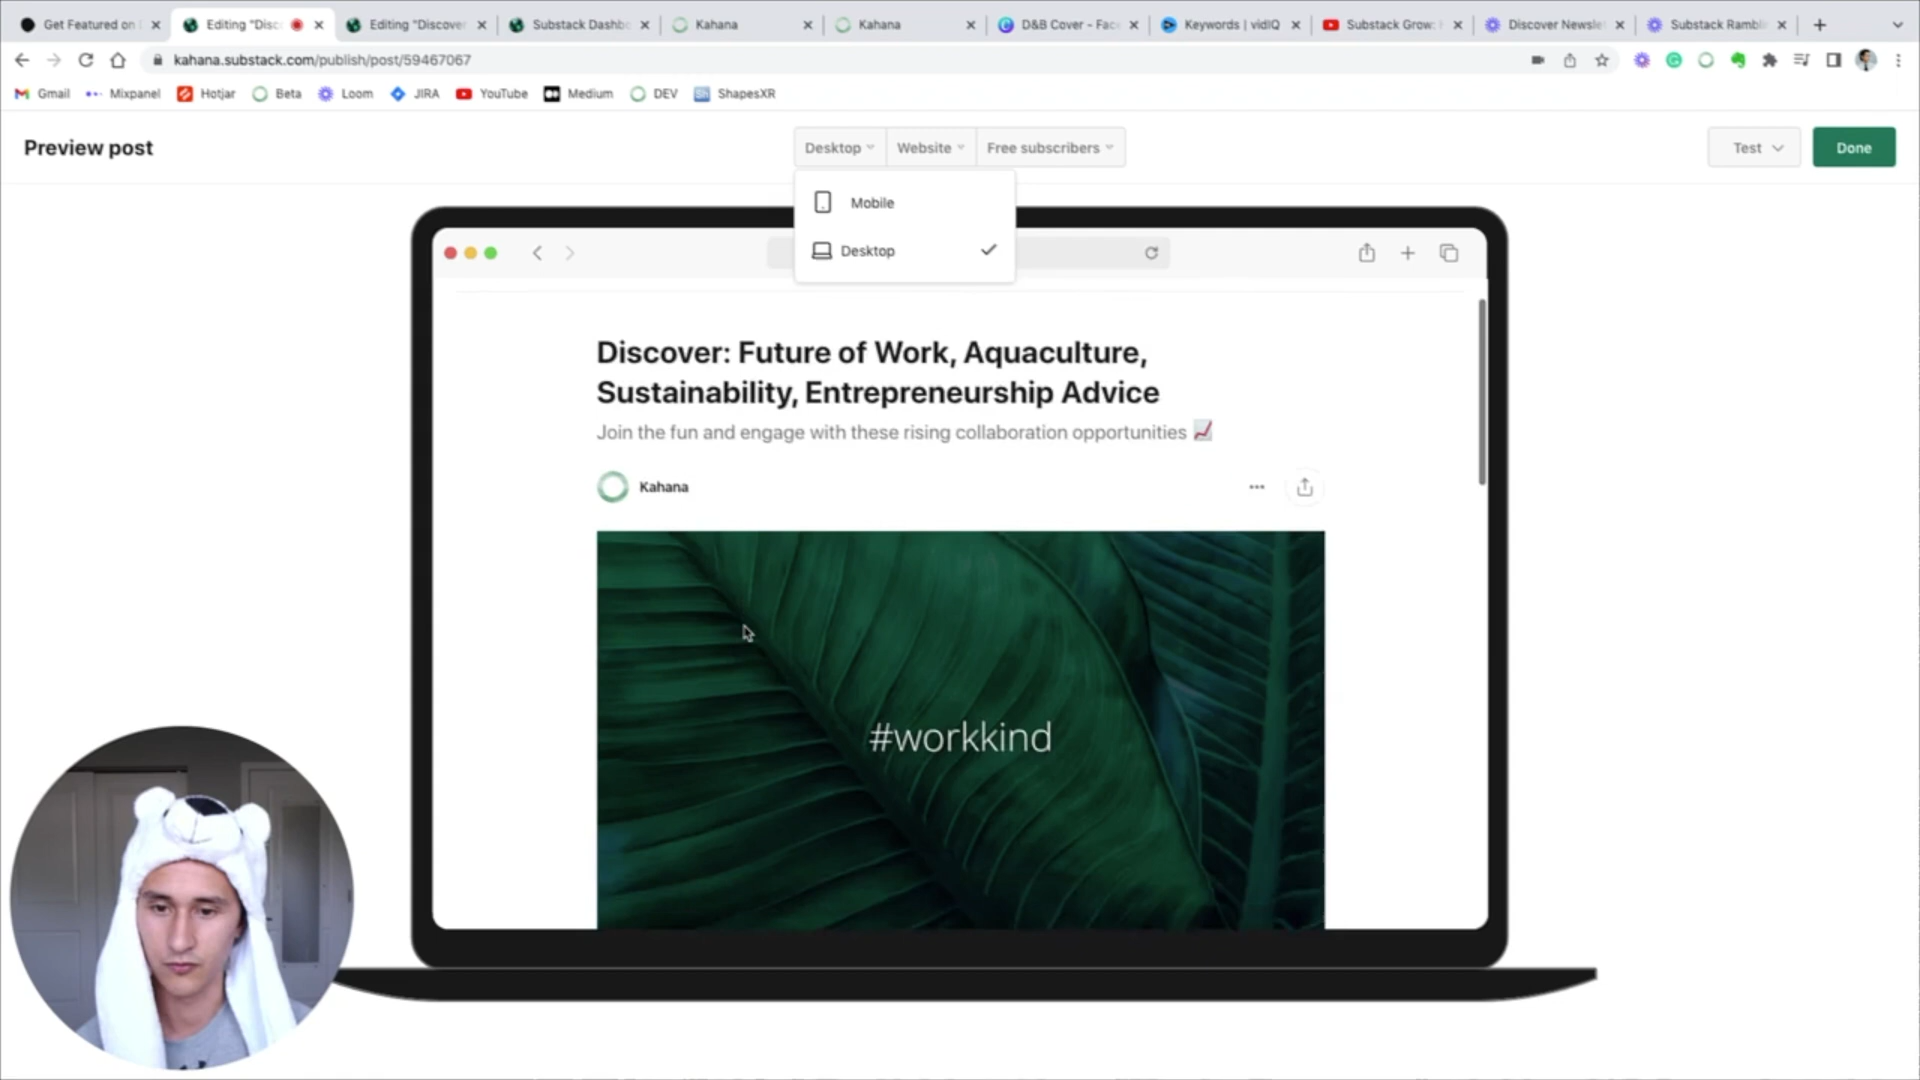 Get Featured on
Editing "Disc
Editing "Discover
Substack Dashbo
Kahana
Kahana
D&B Cover - Face
Keywords | vidIQ
Substack Grow:
Discover Newsle
Substack Rambli
kahana.substack.com/publish/post/59467067
Gmail
Mixpanel
Hotjar
Beta
Loom
JIRA
YouTube
Medium
DEV
ShapesXR
Preview post
Desktop
Website
Free subscribers
Test
Done
Mobile
Desktop
Discover: Future of Work, Aquaculture,
Sustainability, Entrepreneurship Advice
Join the fun and engage with these rising collaboration opportunities 📈
Kahana
#workkind